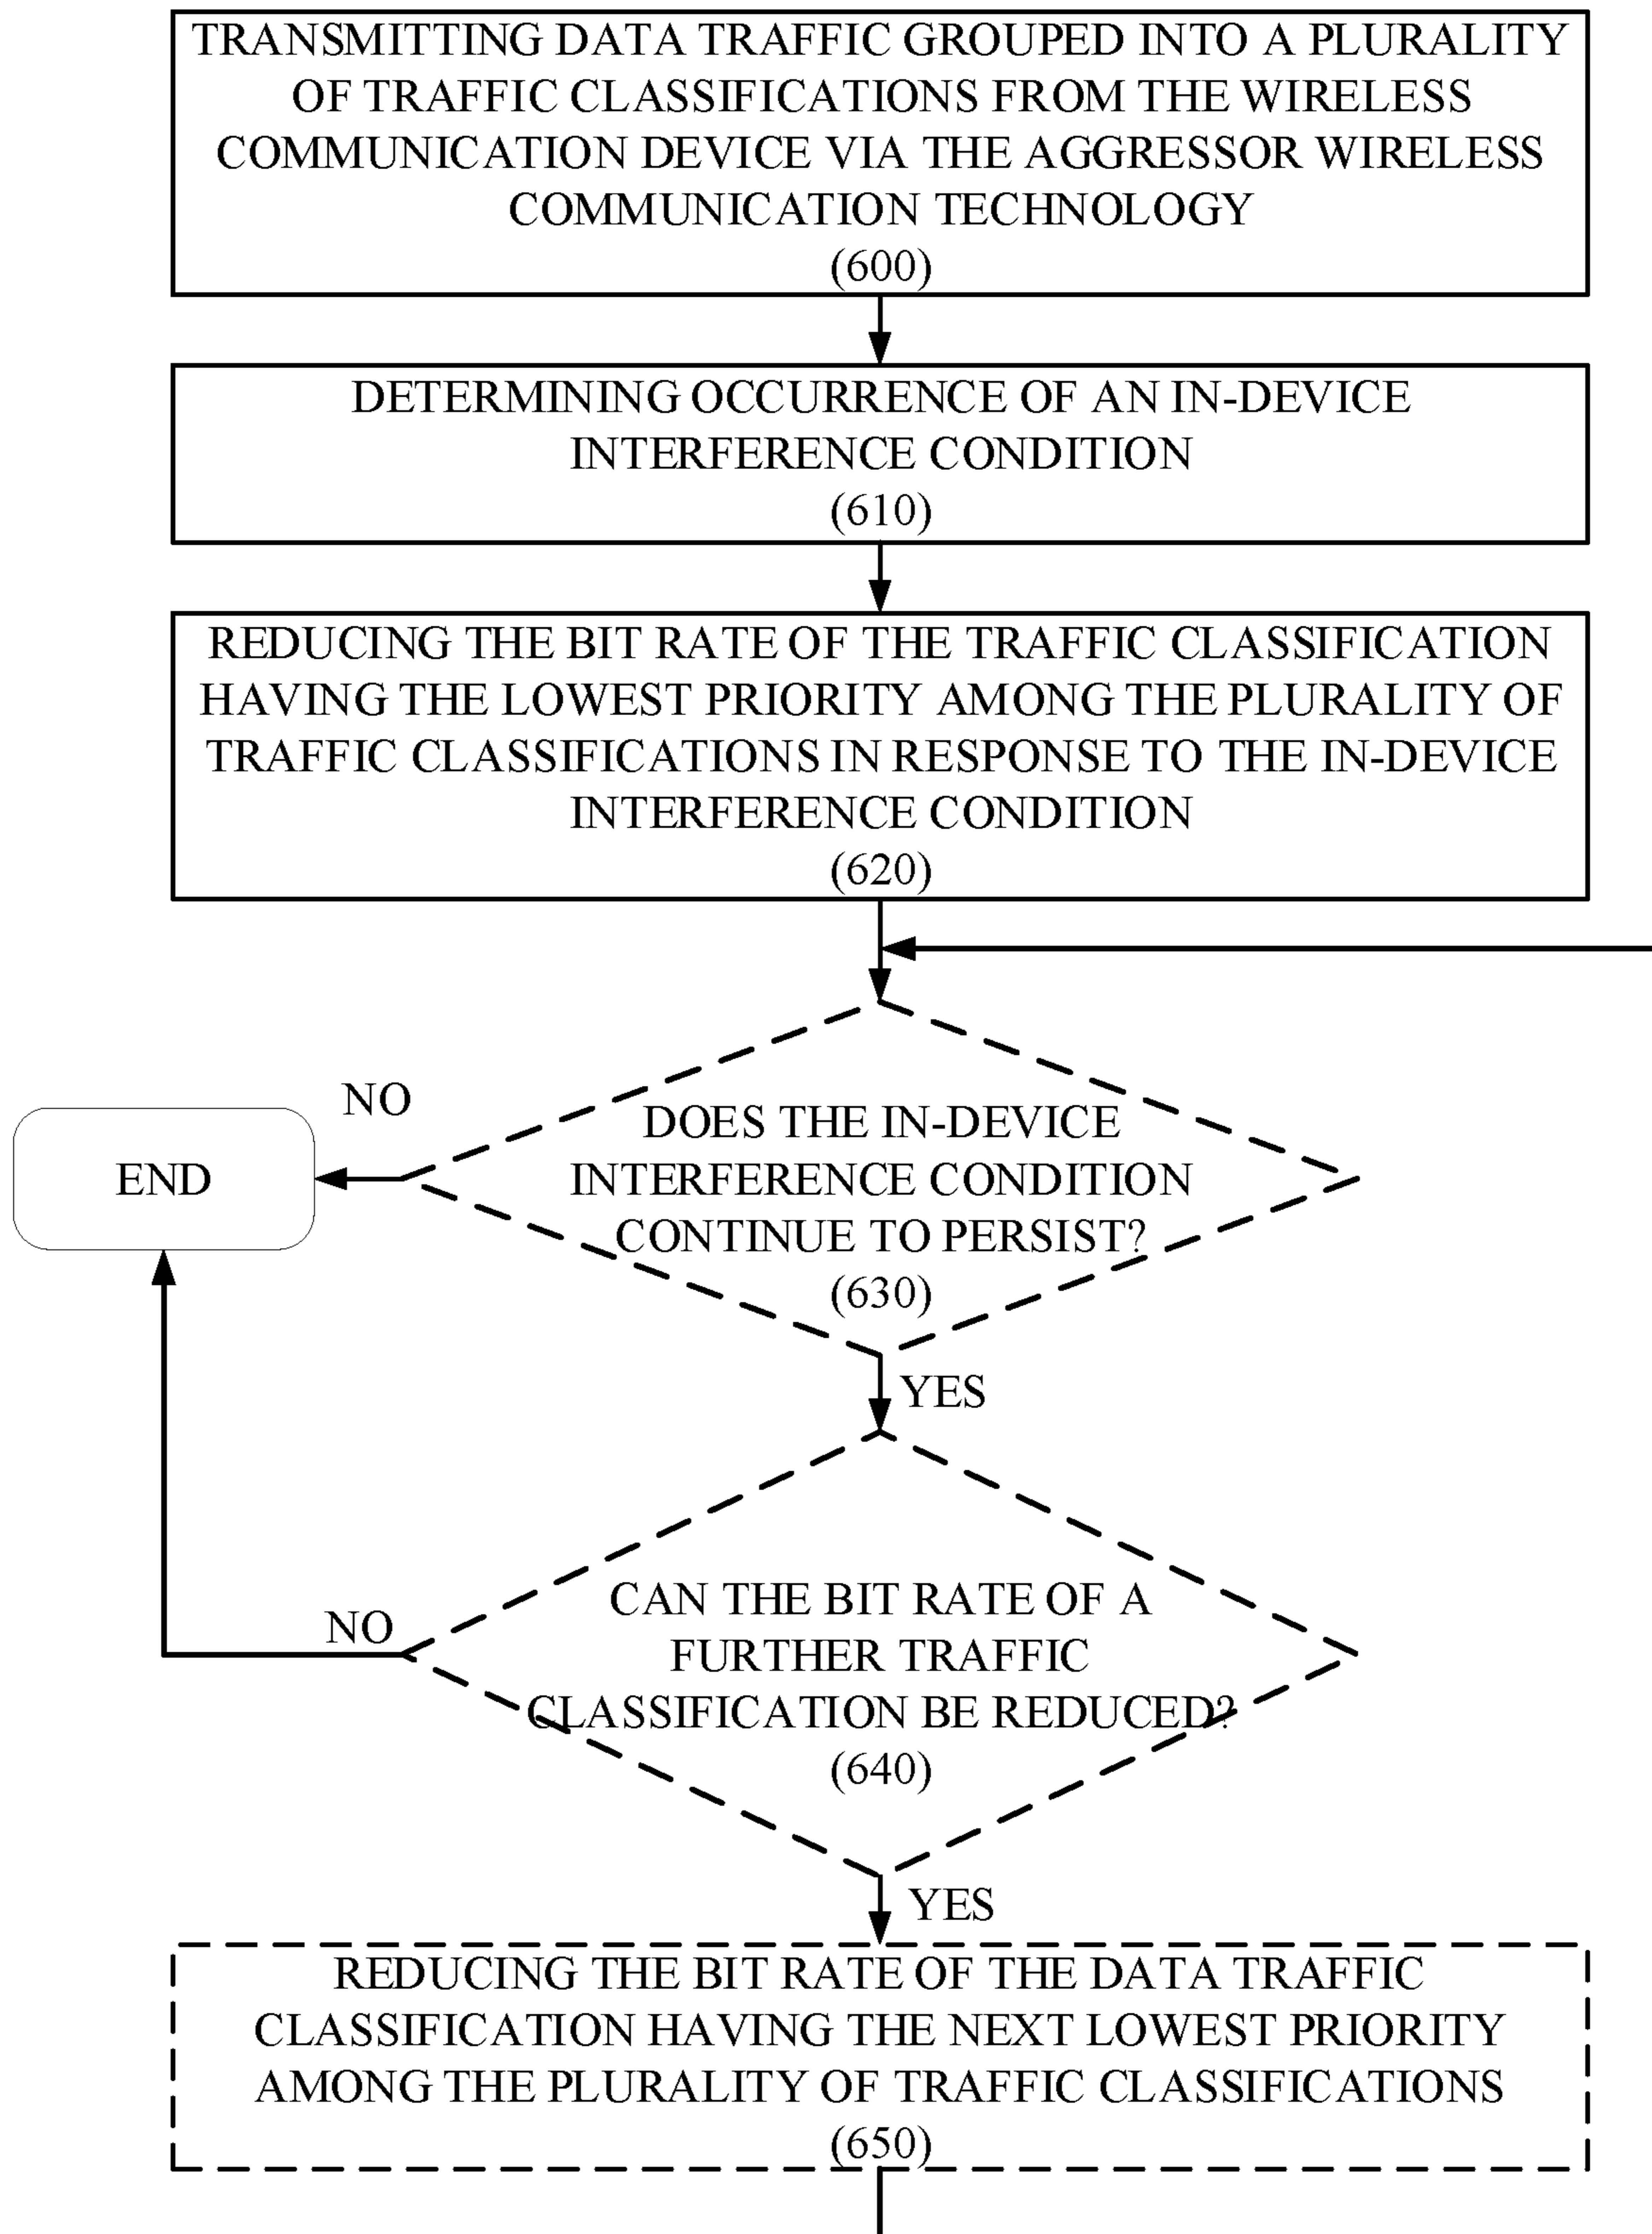 TRANSMITTING DATA TRAFFIC GROUPED INTO A PLURALITY
OF TRAFFIC CLASSIFICATIONS FROM THE WIRELESS
COMMUNICATION DEVICE VIA THE AGGRESSOR WIRELESS
COMMUNICATION TECHNOLOGY
(600)
DETERMINING OCCURRENCE OF AN IN-DEVICE
INTERFERENCE CONDITION
(610)
REDUCING THE BIT RATE OF THE TRAFFIC CLASSIFICATION
HAVING THE LOWEST PRIORITY AMONG THE PLURALITY OF
TRAFFIC CLASSIFICATIONS IN RESPONSE TO THE IN-DEVICE
INTERFERENCE CONDITION
(620)
NO
DOES THE IN-DEVICE
INTERFERENCE CONDITION
CONTINUE TO PERSIST?
(630)
END
YES
CAN THE BIT RATE OF A
FURTHER TRAFFIC
CLASSIFICATION BE REDUCED?
(640)
NO
YES
REDUCING THE BIT RATE OF THE DATA TRAFFIC
CLASSIFICATION HAVING THE NEXT LOWEST PRIORITY
AMONG THE PLURALITY OF TRAFFIC CLASSIFICATIONS
(650)